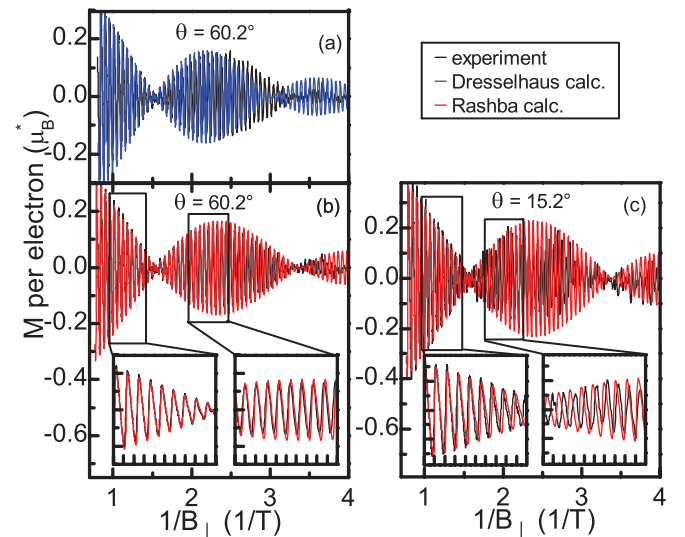 0.2
0.0
-0.2
θ = 60.2°
(a)
experiment
Dresselhaus calc.
Rashba calc.
M per electron (μ*B)
0.2
0.0
-0.2
-0.4
-0.6
θ = 60.2°
(b)
1 2 3 4
1/B⊥ (1/T)
0.2
0.0
-0.2
-0.4
-0.6
θ = 15.2°
(c)
1 2 3 4
1/B⊥ (1/T)